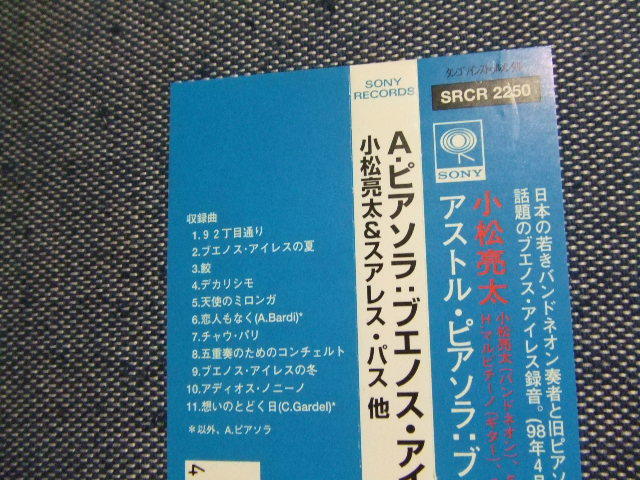 収録曲
1.92丁目通り
2.ブエノス・アイレスの夏
3.鮫
4.デカリシモ
5.天使のミロンガ
6.恋人もなく(A.Bardi)*
7.チャウ・パリ
8.五重奏のためのコンチェルト
9.ブエノス・アイレスの冬
10.アディオス・ノニーノ
11.想いのとどく日(C.Gardel)*
*以外、A.ピアソラ
SONY
RECORDS
A・ピアソラ:ブエノス・アイ
小松亮太&スアレス・パス 他
タンゴ/インストゥルメンタル
SRCR 2250
SONY
日本の若きバンドネオン奏者と旧ピアソ
話題のブエノス・アイレス録音。(98年4月
小松亮太
小松亮太(バンドネオン)、
H.マルビチーノ(ギター)、
アストル・ピアソラ:ブ
4